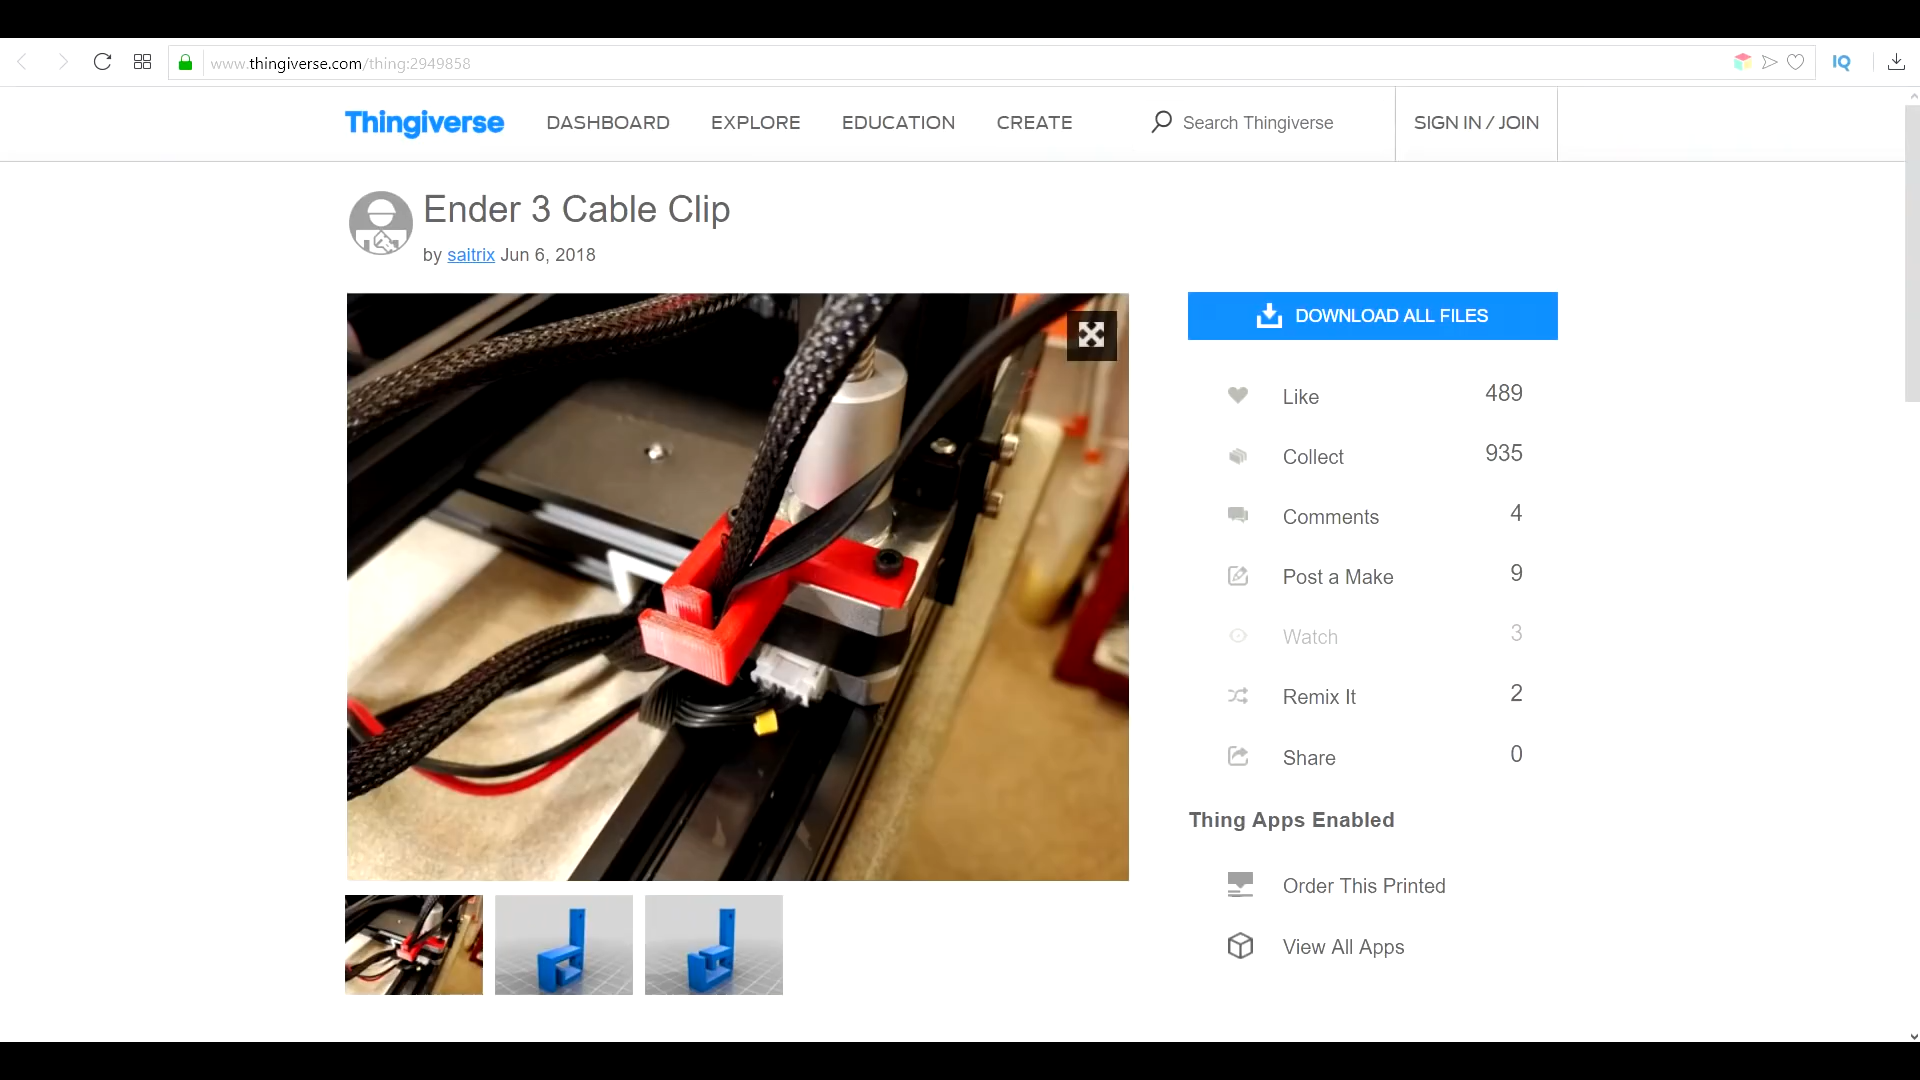 www.thingiverse.com/thing:2949858
IQ
Thingiverse DASHBOARD EXPLORE EDUCATION CREATE Search Thingiverse SIGN IN / JOIN
Ender 3 Cable Clip
by saitrix Jun 6, 2018
DOWNLOAD ALL FILES
Like 489
Collect 935
Comments 4
Post a Make 9
Watch 3
Remix It 2
Share 0
Thing Apps Enabled
Order This Printed
View All Apps